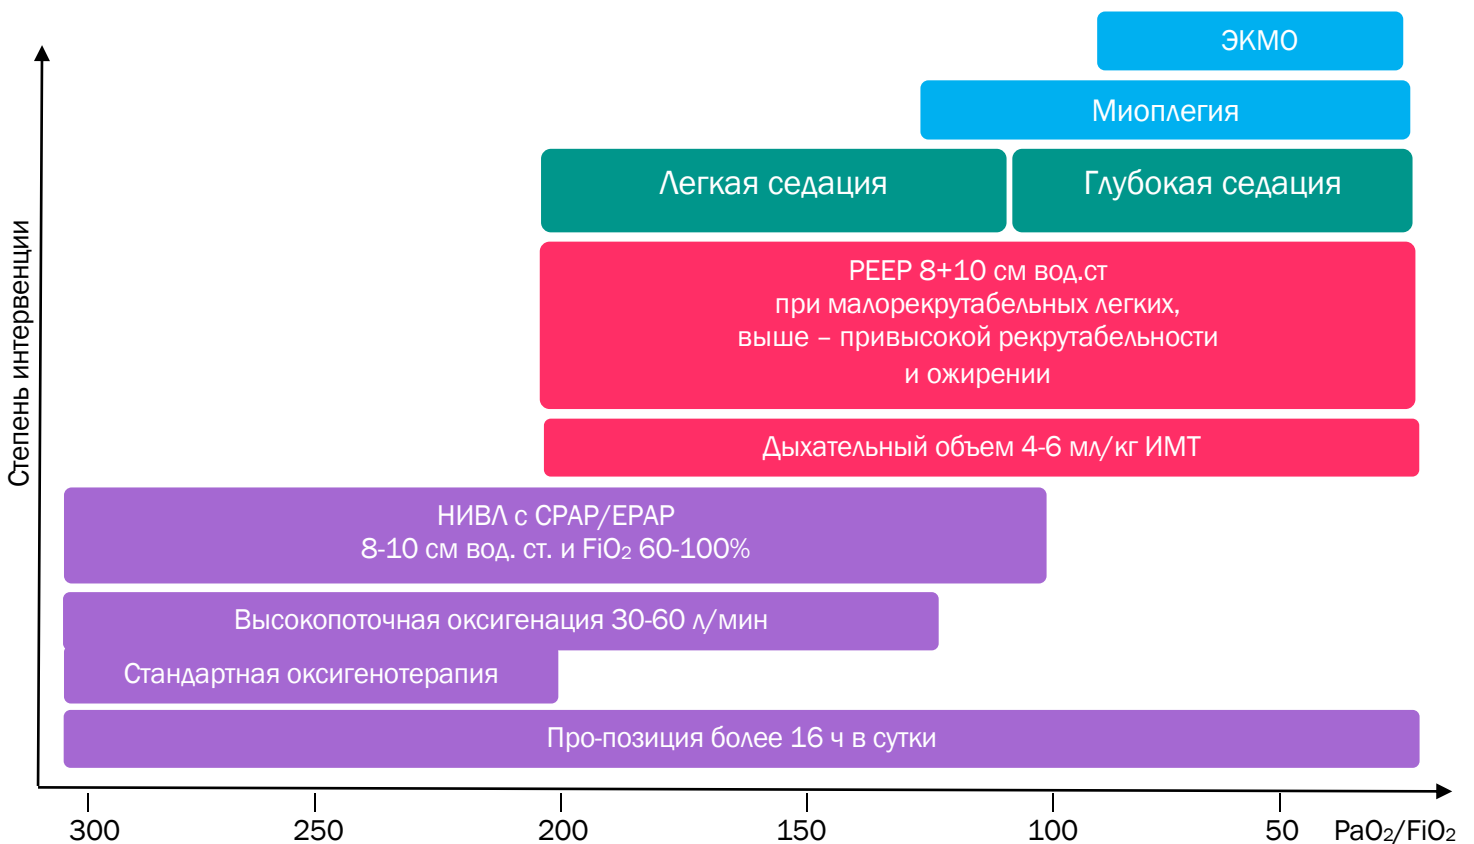 ЭКМО
Миоплегия
Легкая седация
Глубокая седация
PEEP 8+10 см вод.ст
при малорекрутабельных легких,
выше – привысокой рекрутабельности
и ожирении
Дыхательный объем 4-6 мл/кг ИМТ
НИВЛ с CPAP/EPAP
8-10 см вод. ст. и FiO₂ 60-100%
Высокопоточная оксигенация 30-60 л/мин
Стандартная оксигенотерапия
Про-позиция более 16 ч в сутки
Степень интервенции
300 250 200 150 100 50 PaO₂/FiO₂